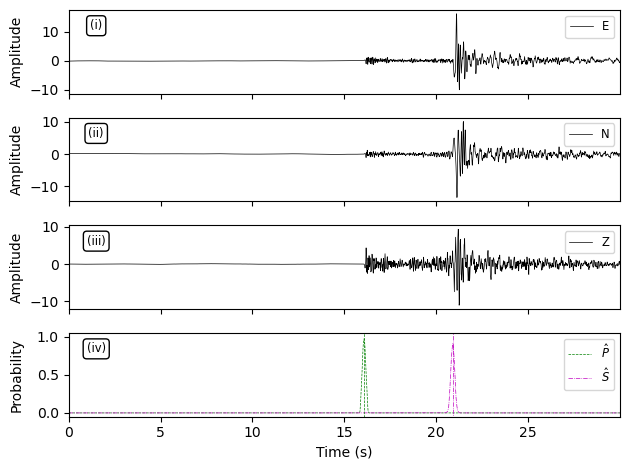 (i)
E
Amplitude
10
0
−10
(ii)
N
Amplitude
10
0
−10
(iii)
Z
Amplitude
10
0
−10
(iv)
P̂
Ŝ
Probability
1.0
0.5
0.0
0 5 10 15 20 25
Time (s)